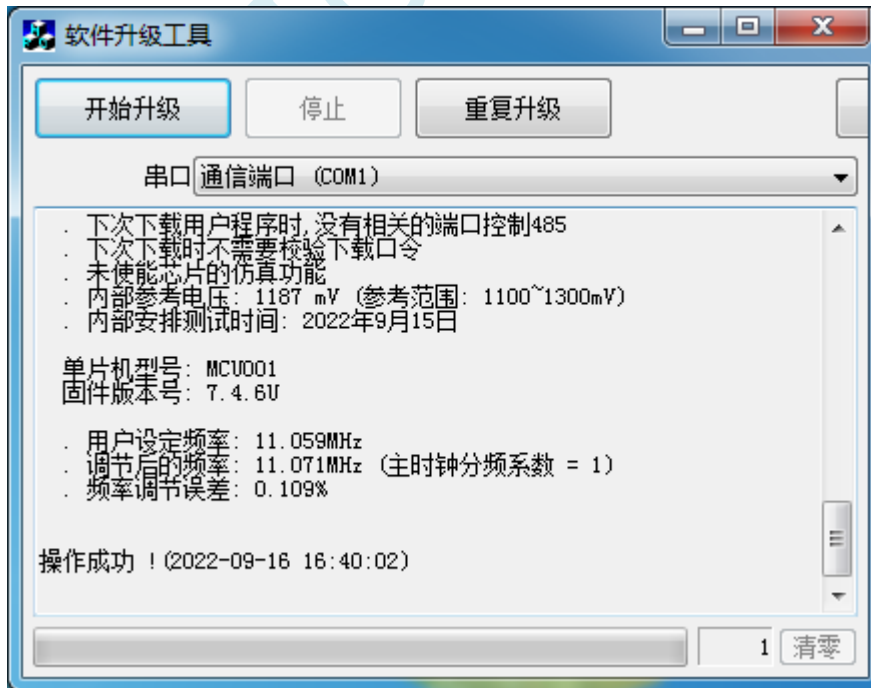 软件升级工具
开始升级
停止
重复升级
串口 通信端口 (COM1)
. 下次下载用户程序时,没有相关的端口控制485
. 下次下载时不需要校验下载口令
. 未使能芯片的仿真功能
. 内部参考电压: 1187 mV (参考范围: 1100~1300mV)
. 内部安排测试时间: 2022年9月15日
单片机型号: MCU001
固件版本号: 7.4.6U
. 用户设定频率: 11.059MHz
. 调节后的频率: 11.071MHz (主时钟分频系数 = 1)
. 频率调节误差: 0.109%
操作成功 !(2022-09-16 16:40:02)
1 清零